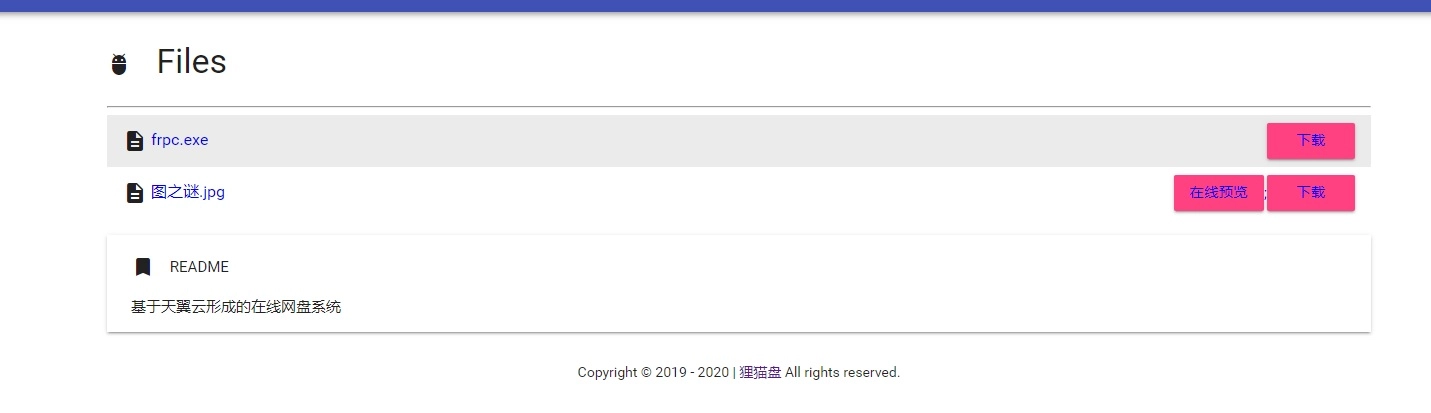 Files
frpc.exe 下载
图之谜.jpg 在线预览 ; 下载
README
基于天翼云形成的在线网盘系统
Copyright © 2019 - 2020 | 狸猫盘 All rights reserved.